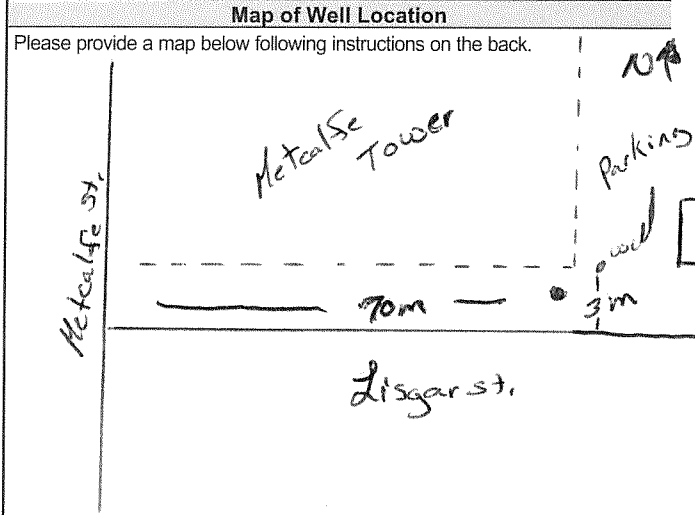 Map of Well Location
Please provide a map below following instructions on the back.
N
Metcalfe
Tower
Parking
Metcalfe St.
well
70m
3m
Lisgar st.